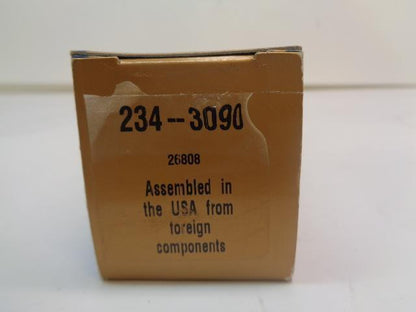 234--3090
26808
Assembled in
the USA from
foreign
components